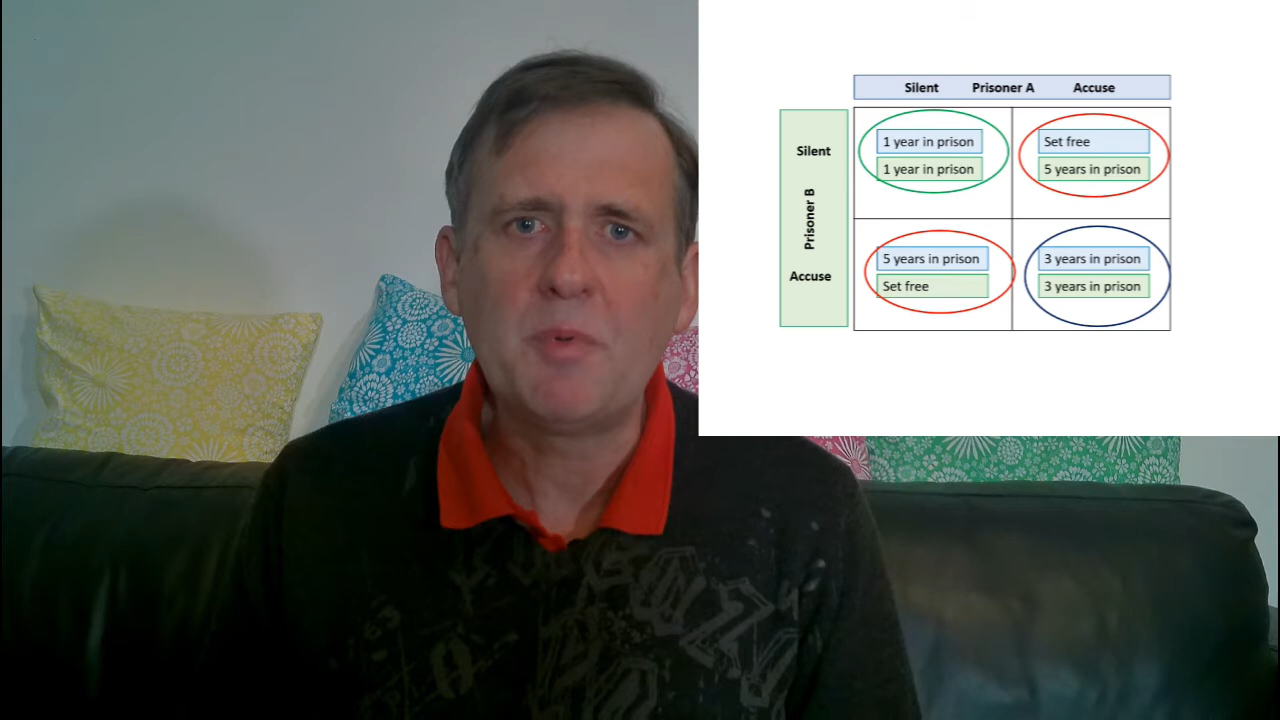 Silent Prisoner A Accuse
Silent
1 year in prison
1 year in prison
Set free
5 years in prison
Prisoner B
Accuse
5 years in prison
Set free
3 years in prison
3 years in prison